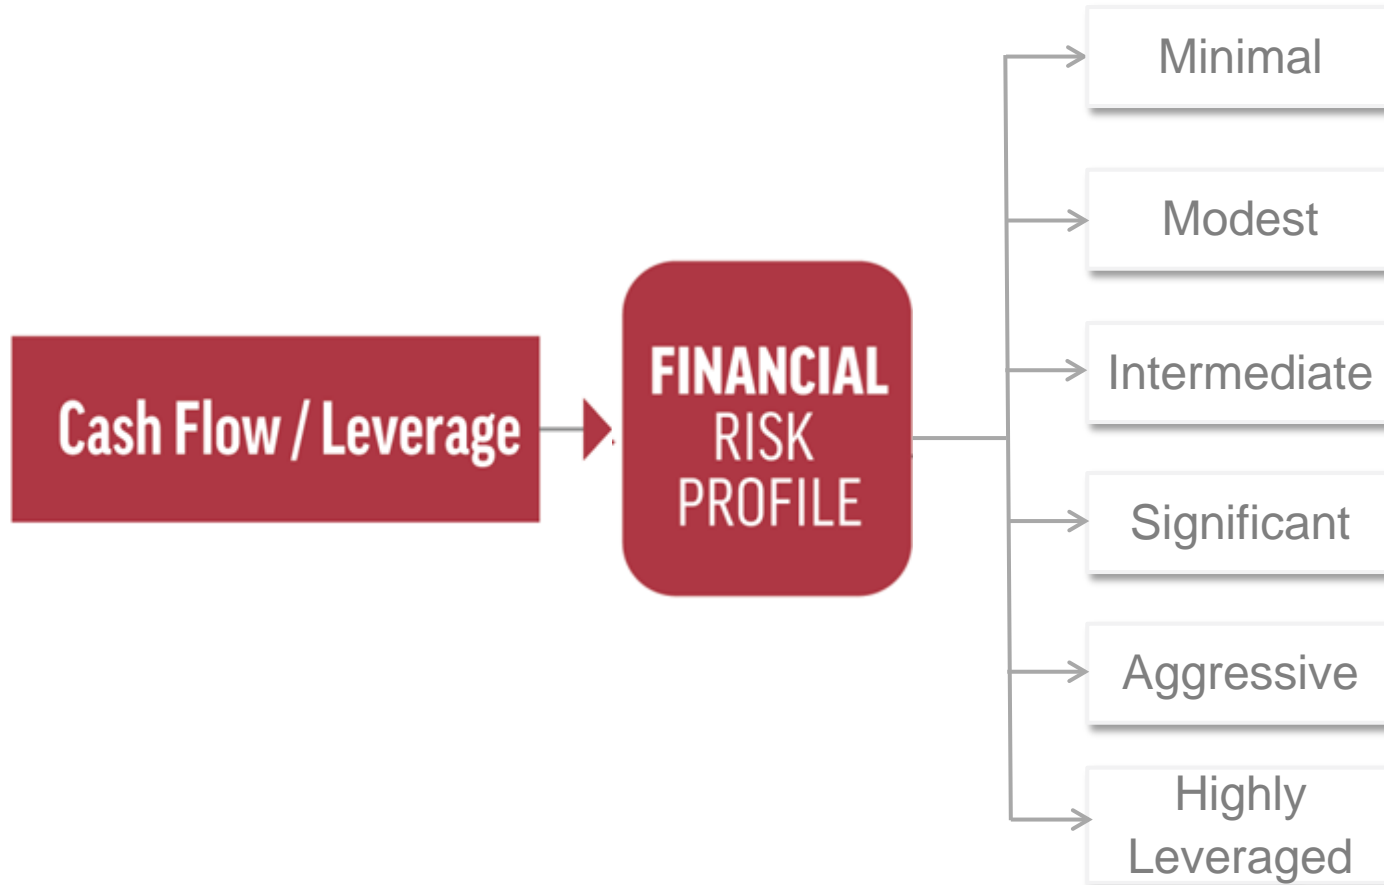 Cash Flow / Leverage
FINANCIAL
RISK
PROFILE
Minimal
Modest
Intermediate
Significant
Aggressive
Highly
Leveraged